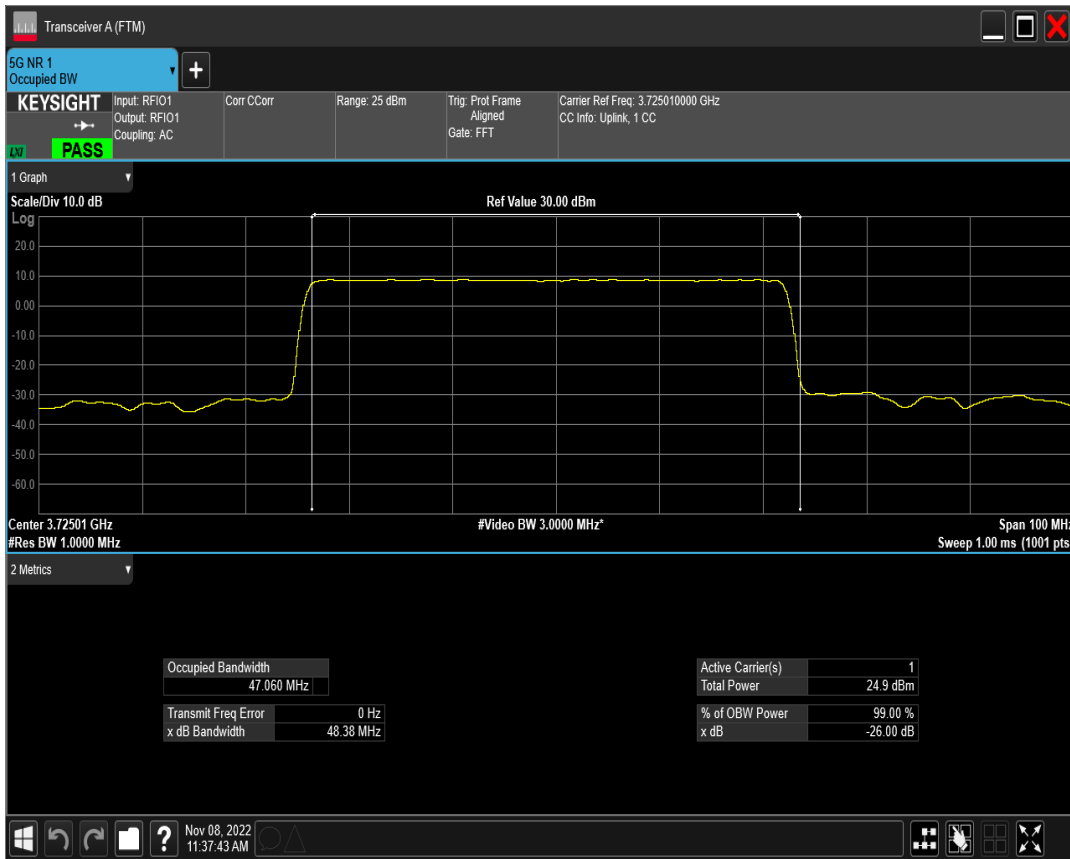 Transceiver A (FTM)
5G NR 1
Occupied BW
+
KEYSIGHT
LXI
PASS
Input: RFIO1
Output: RFIO1
Coupling: AC
Corr CCorr
Range: 25 dBm
Trig: Prot Frame
Aligned
Gate: FFT
Carrier Ref Freq: 3.725010000 GHz
CC Info: Uplink, 1 CC
1 Graph
Scale/Div 10.0 dB
Ref Value 30.00 dBm
Log
20.0
10.0
0.00
-10.0
-20.0
-30.0
-40.0
-50.0
-60.0
Center 3.72501 GHz
#Video BW 3.0000 MHz*
Span 100 MHz
#Res BW 1.0000 MHz
Sweep 1.00 ms (1001 pts
2 Metrics
Occupied Bandwidth
47.060 MHz
Transmit Freq Error 0 Hz
x dB Bandwidth 48.38 MHz
Active Carrier(s) 1
Total Power 24.9 dBm
% of OBW Power 99.00 %
x dB -26.00 dB
?
Nov 08, 2022
11:37:43 AM